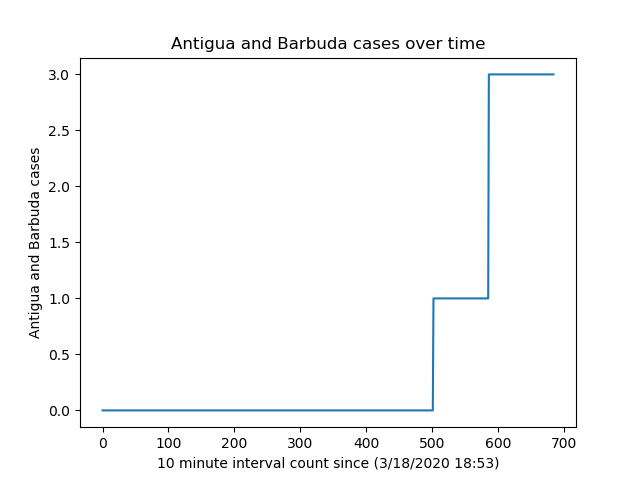 Antigua and Barbuda cases over time
Antigua and Barbuda cases
3.0
2.5
2.0
1.5
1.0
0.5
0.0
0 100 200 300 400 500 600 700
10 minute interval count since (3/18/2020 18:53)